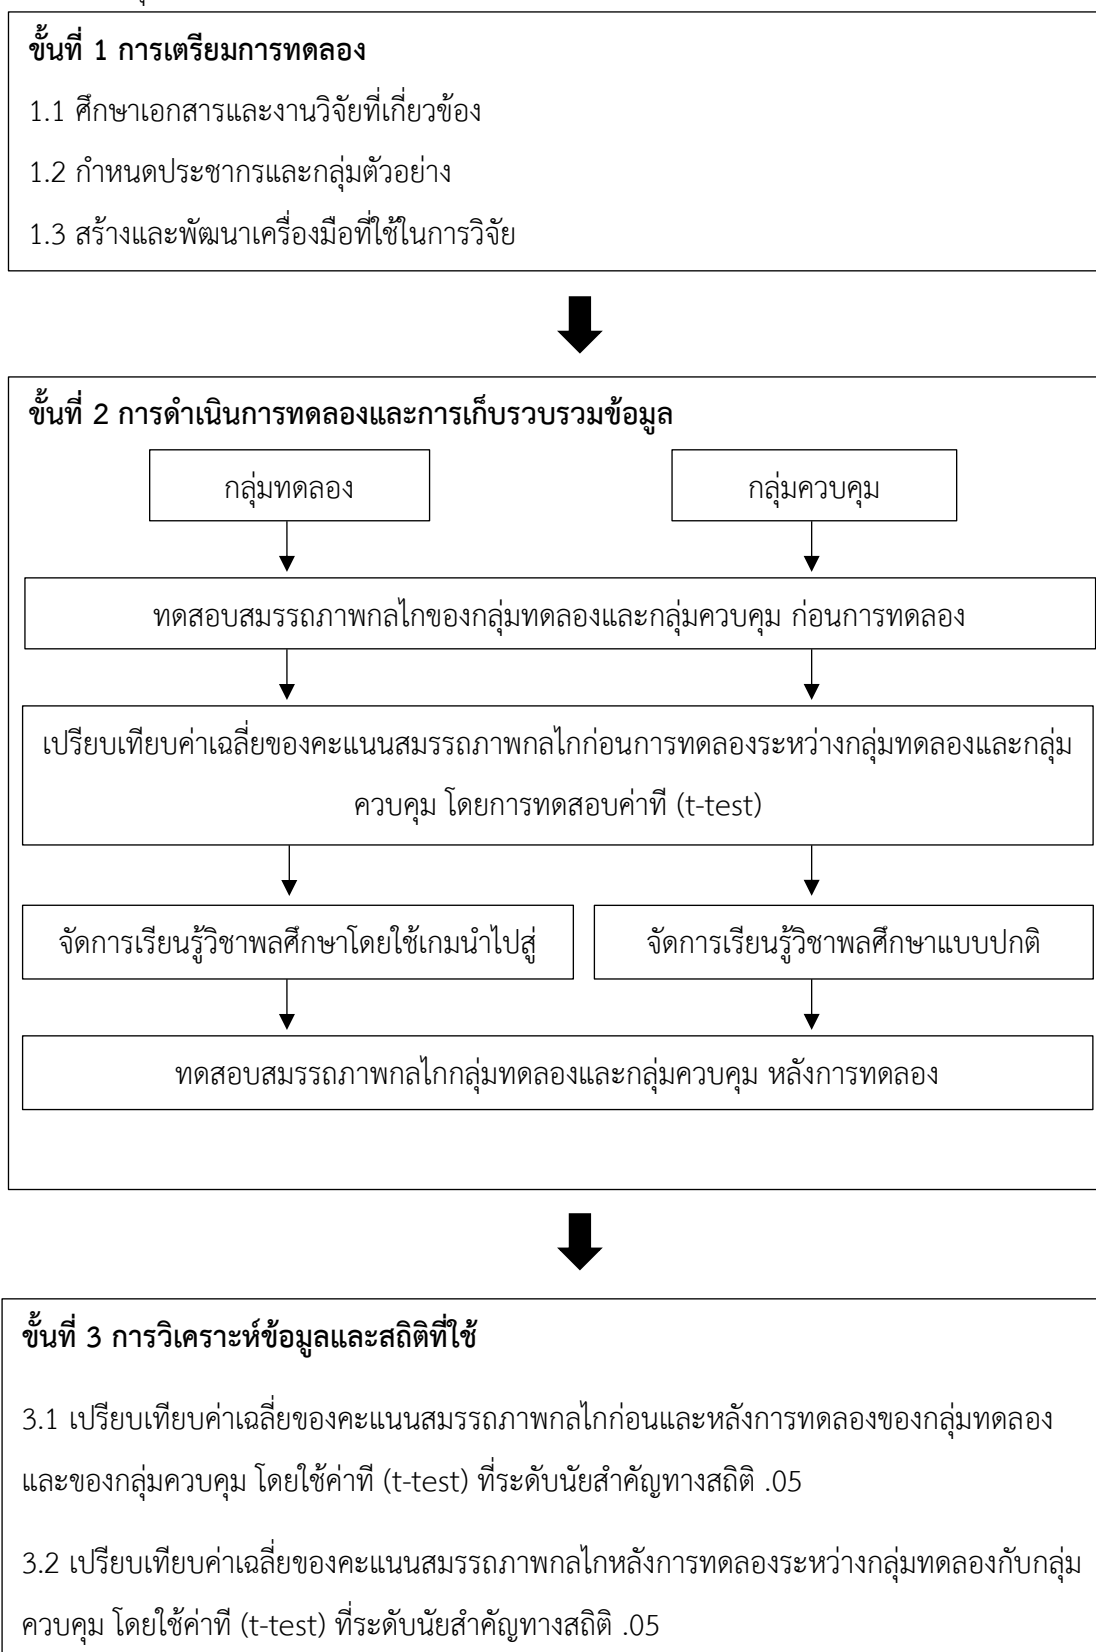 ขั้นที่ 1 การเตรียมการทดลอง
1.1 ศึกษาเอกสารและงานวิจัยที่เกี่ยวข้อง
1.2 กำหนดประชากรและกลุ่มตัวอย่าง
1.3 สร้างและพัฒนาเครื่องมือที่ใช้ในการวิจัย
ขั้นที่ 2 การดำเนินการทดลองและการเก็บรวบรวมข้อมูล
กลุ่มทดลอง
กลุ่มควบคุม
ทดสอบสมรรถภาพกลไกของกลุ่มทดลองและกลุ่มควบคุม ก่อนการทดลอง
เปรียบเทียบค่าเฉลี่ยของคะแนนสมรรถภาพกลไกก่อนการทดลองระหว่างกลุ่มทดลองและกลุ่ม
ควบคุม โดยการทดสอบค่าที (t-test)
จัดการเรียนรู้วิชาพลศึกษาโดยใช้เกมนำไปสู่
จัดการเรียนรู้วิชาพลศึกษาแบบปกติ
ทดสอบสมรรถภาพกลไกกลุ่มทดลองและกลุ่มควบคุม หลังการทดลอง
ขั้นที่ 3 การวิเคราะห์ข้อมูลและสถิติที่ใช้
3.1 เปรียบเทียบค่าเฉลี่ยของคะแนนสมรรถภาพกลไกก่อนและหลังการทดลองของกลุ่มทดลอง
และของกลุ่มควบคุม โดยใช้ค่าที (t-test) ที่ระดับนัยสำคัญทางสถิติ .05
3.2 เปรียบเทียบค่าเฉลี่ยของคะแนนสมรรถภาพกลไกหลังการทดลองระหว่างกลุ่มทดลองกับกลุ่ม
ควบคุม โดยใช้ค่าที (t-test) ที่ระดับนัยสำคัญทางสถิติ .05